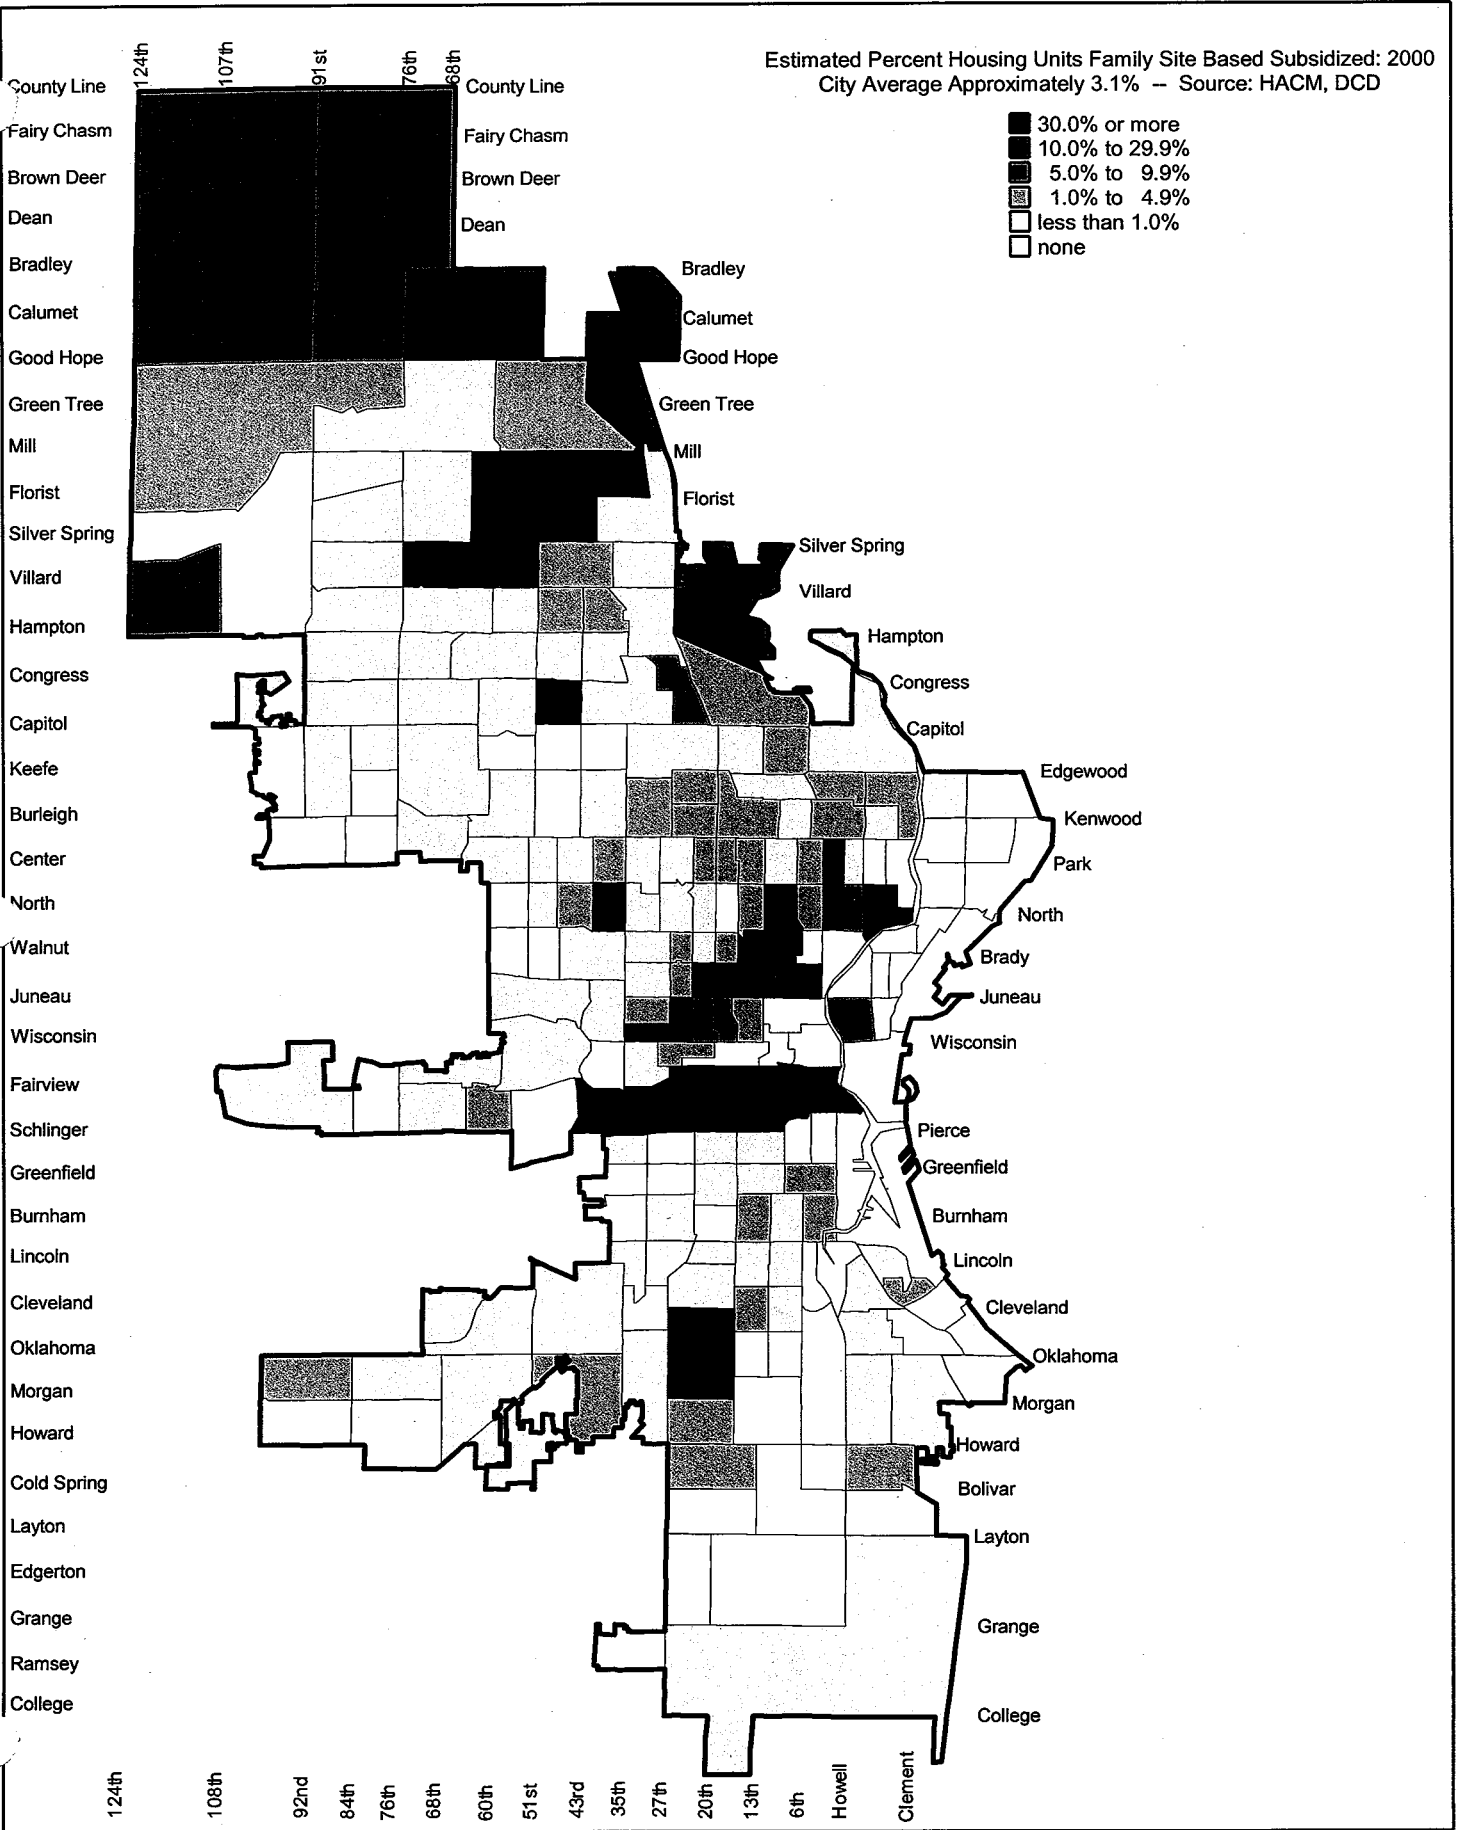 124th
107th
91st
76th
68th
Estimated Percent Housing Units Family Site Based Subsidized: 2000
City Average Approximately 3.1% -- Source: HACM, DCD
30.0% or more
10.0% to 29.9%
5.0% to 9.9%
1.0% to 4.9%
less than 1.0%
none
County Line
Fairy Chasm
Brown Deer
Dean
Bradley
Calumet
Good Hope
Green Tree
Mill
Florist
Silver Spring
Villard
Hampton
Congress
Capitol
Keefe
Burleigh
Center
North
Walnut
Juneau
Wisconsin
Fairview
Schlinger
Greenfield
Burnham
Lincoln
Cleveland
Oklahoma
Morgan
Howard
Cold Spring
Layton
Edgerton
Grange
Ramsey
College
County Line
Fairy Chasm
Brown Deer
Dean
Bradley
Calumet
Good Hope
Green Tree
Mill
Florist
Silver Spring
Villard
Hampton
Congress
Capitol
Edgewood
Kenwood
Park
North
Brady
Juneau
Wisconsin
Pierce
Greenfield
Burnham
Lincoln
Cleveland
Oklahoma
Morgan
Howard
Bolivar
Layton
Grange
College
124th
108th
92nd
84th
76th
68th
60th
51st
43rd
35th
27th
20th
13th
6th
Howell
Clement